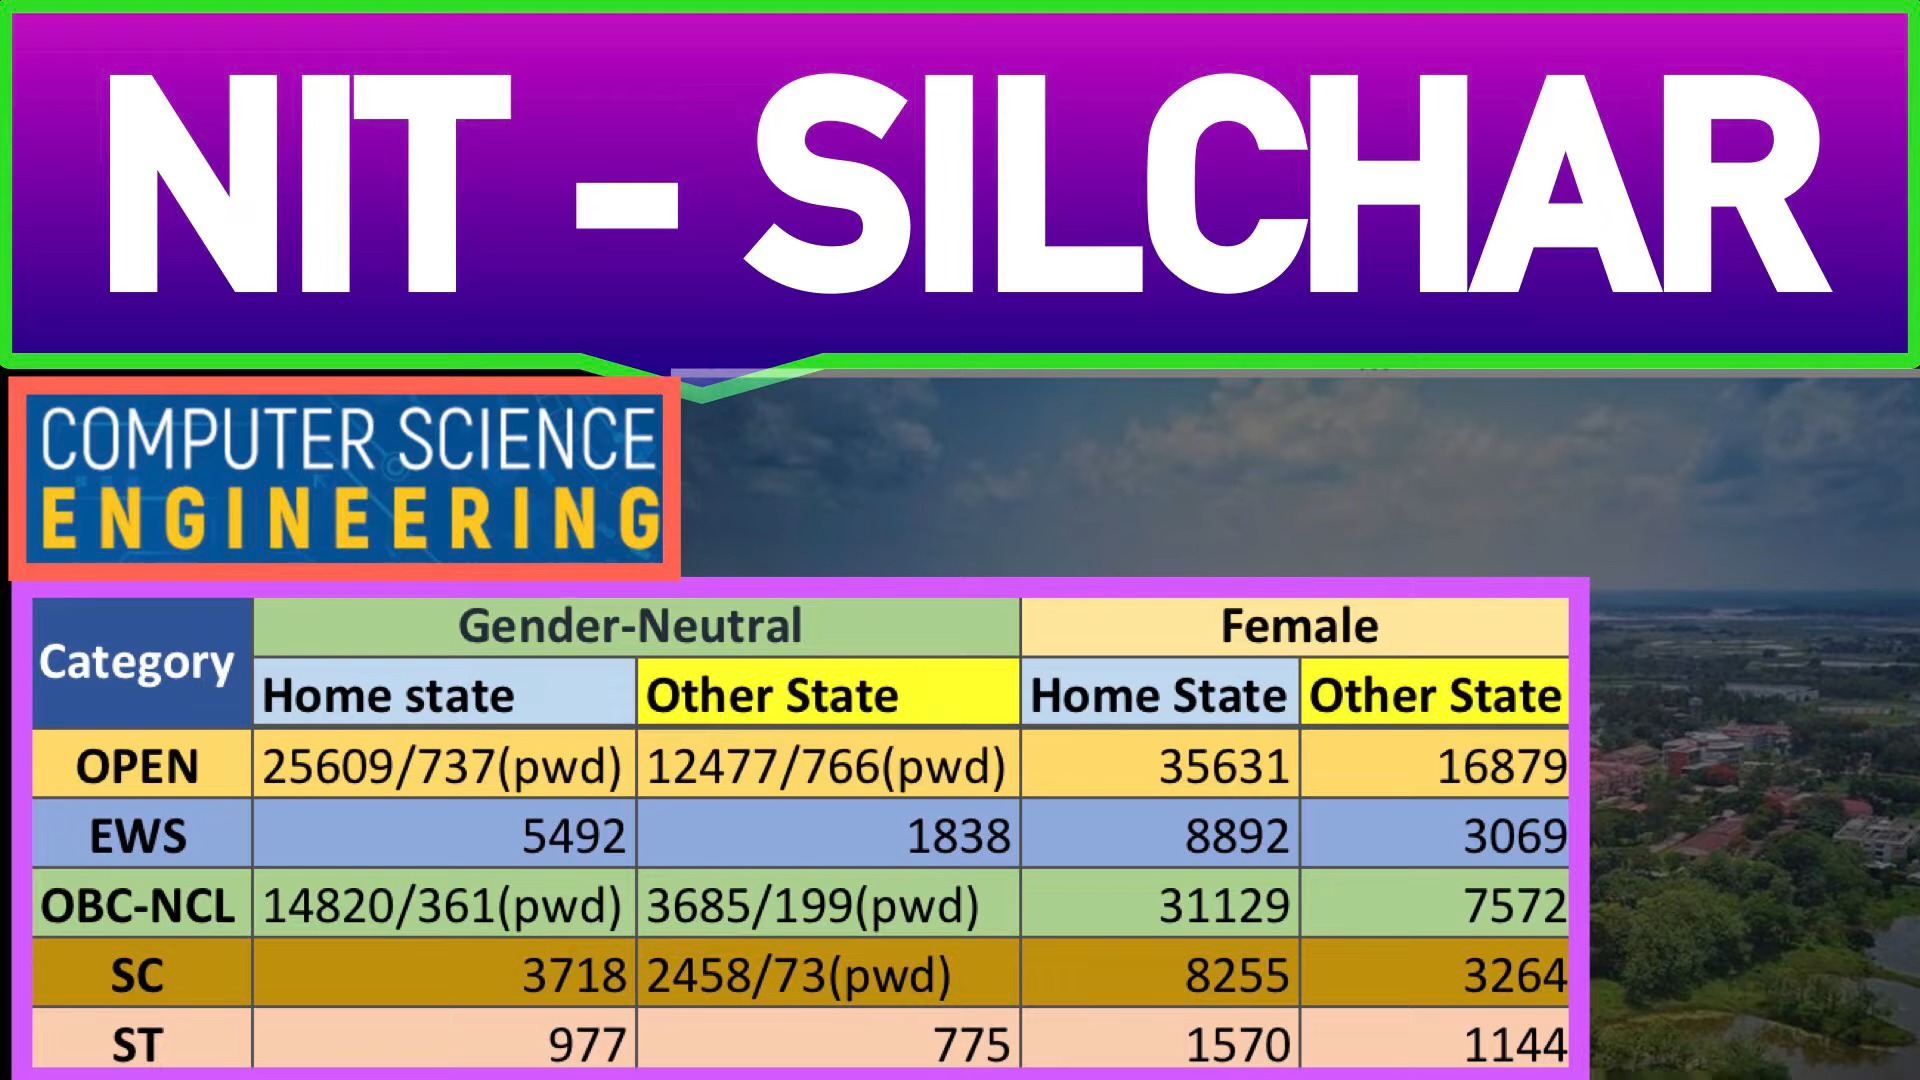 NIT - SILCHAR
COMPUTER SCIENCE
ENGINEERING
Category Gender-Neutral Female
Home state Other State Home State Other State
OPEN 25609/737(pwd) 12477/766(pwd) 35631 16879
EWS 5492 1838 8892 3069
OBC-NCL 14820/361(pwd) 3685/199(pwd) 31129 7572
SC 3718 2458/73(pwd) 8255 3264
ST 977 775 1570 1144